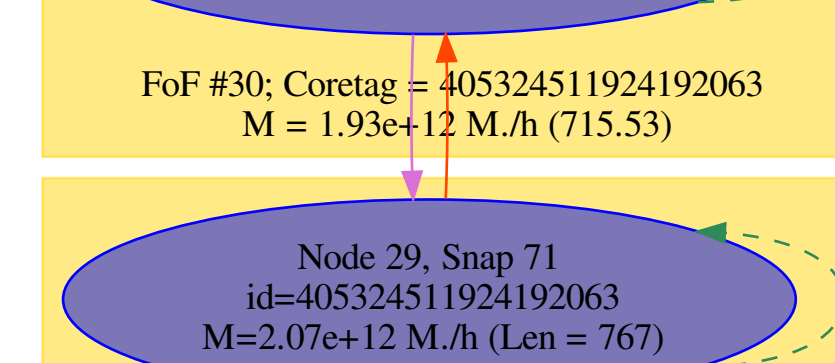 FoF #30; Coretag = 405324511924192063
M = 1.93e+12 M./h (715.53)
Node 29, Snap 71
id=405324511924192063
M=2.07e+12 M./h (Len = 767)